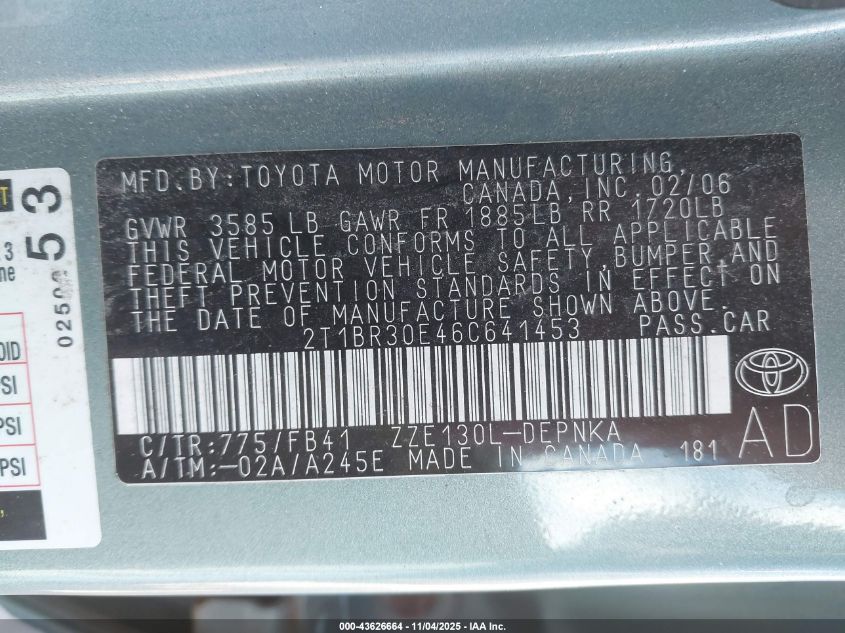 MFD.BY:TOYOTA MOTOR MANUFACTURING,
CANADA,INC. 02/06
GVWR 3585 LB GAWR FR 1885LB RR 1720LB
THIS VEHICLE CONFORMS TO ALL APPLICABLE
FEDERAL MOTOR VEHICLE SAFETY,BUMPER,AND
THEFT PREVENTION STANDARDS IN EFFECT ON
THE DATE OF MANUFACTURE SHOWN ABOVE.
2T1BR30E46C641453 PASS.CAR
C/TR:775/FB41 ZZE130L-DEPNKA
A/TM:-02A/A245E MADE IN CANADA 181
AD
53
3
ne
OID
PSI
PSI
PSI
000-43626664 - 11/04/2025 - IAA Inc.